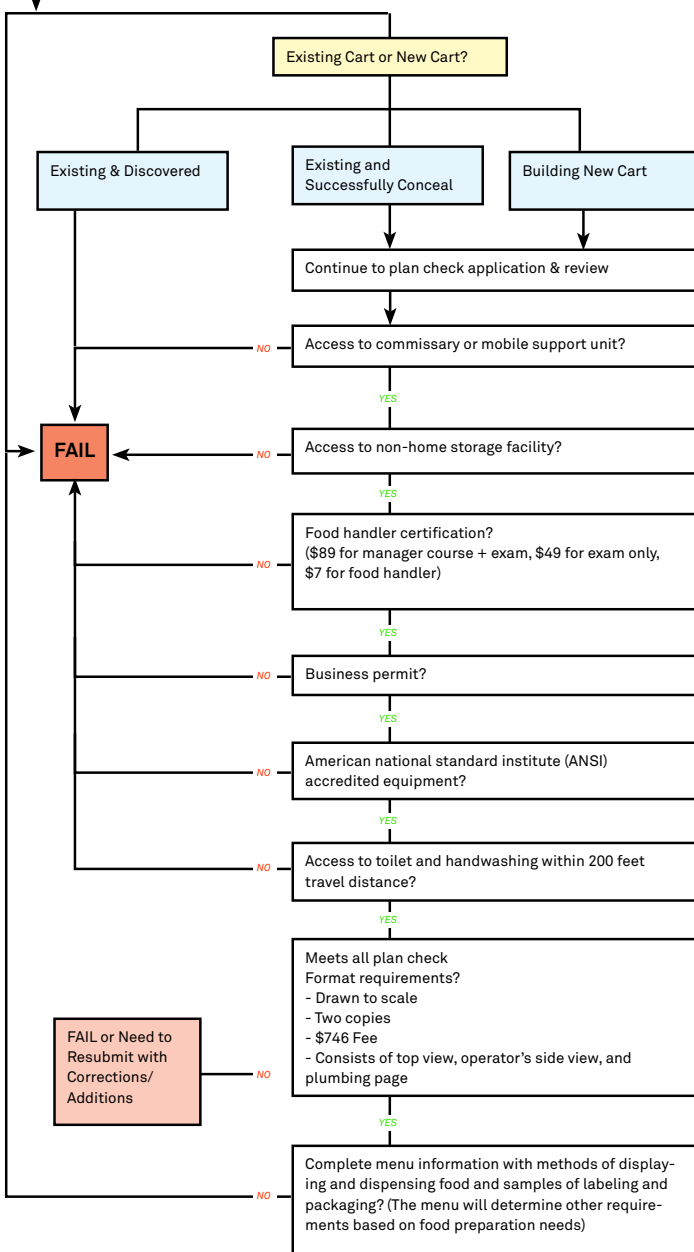 Existing Cart or New Cart?
Existing & Discovered
Existing and
Successfully Conceal
Building New Cart
Continue to plan check application & review
NO
Access to commissary or mobile support unit?
YES
FAIL
NO
Access to non-home storage facility?
YES
Food handler certification?
($89 for manager course + exam, $49 for exam only,
$7 for food handler)
NO
YES
NO
Business permit?
YES
American national standard institute (ANSI)
accredited equipment?
NO
YES
NO
Access to toilet and handwashing within 200 feet
travel distance?
YES
Meets all plan check
Format requirements?
- Drawn to scale
- Two copies
- $746 Fee
- Consists of top view, operator's side view, and
plumbing page
FAIL or Need to
Resubmit with
Corrections/
Additions
NO
YES
Complete menu information with methods of display-
ing and dispensing food and samples of labeling and
packaging? (The menu will determine other require-
ments based on food preparation needs)
NO